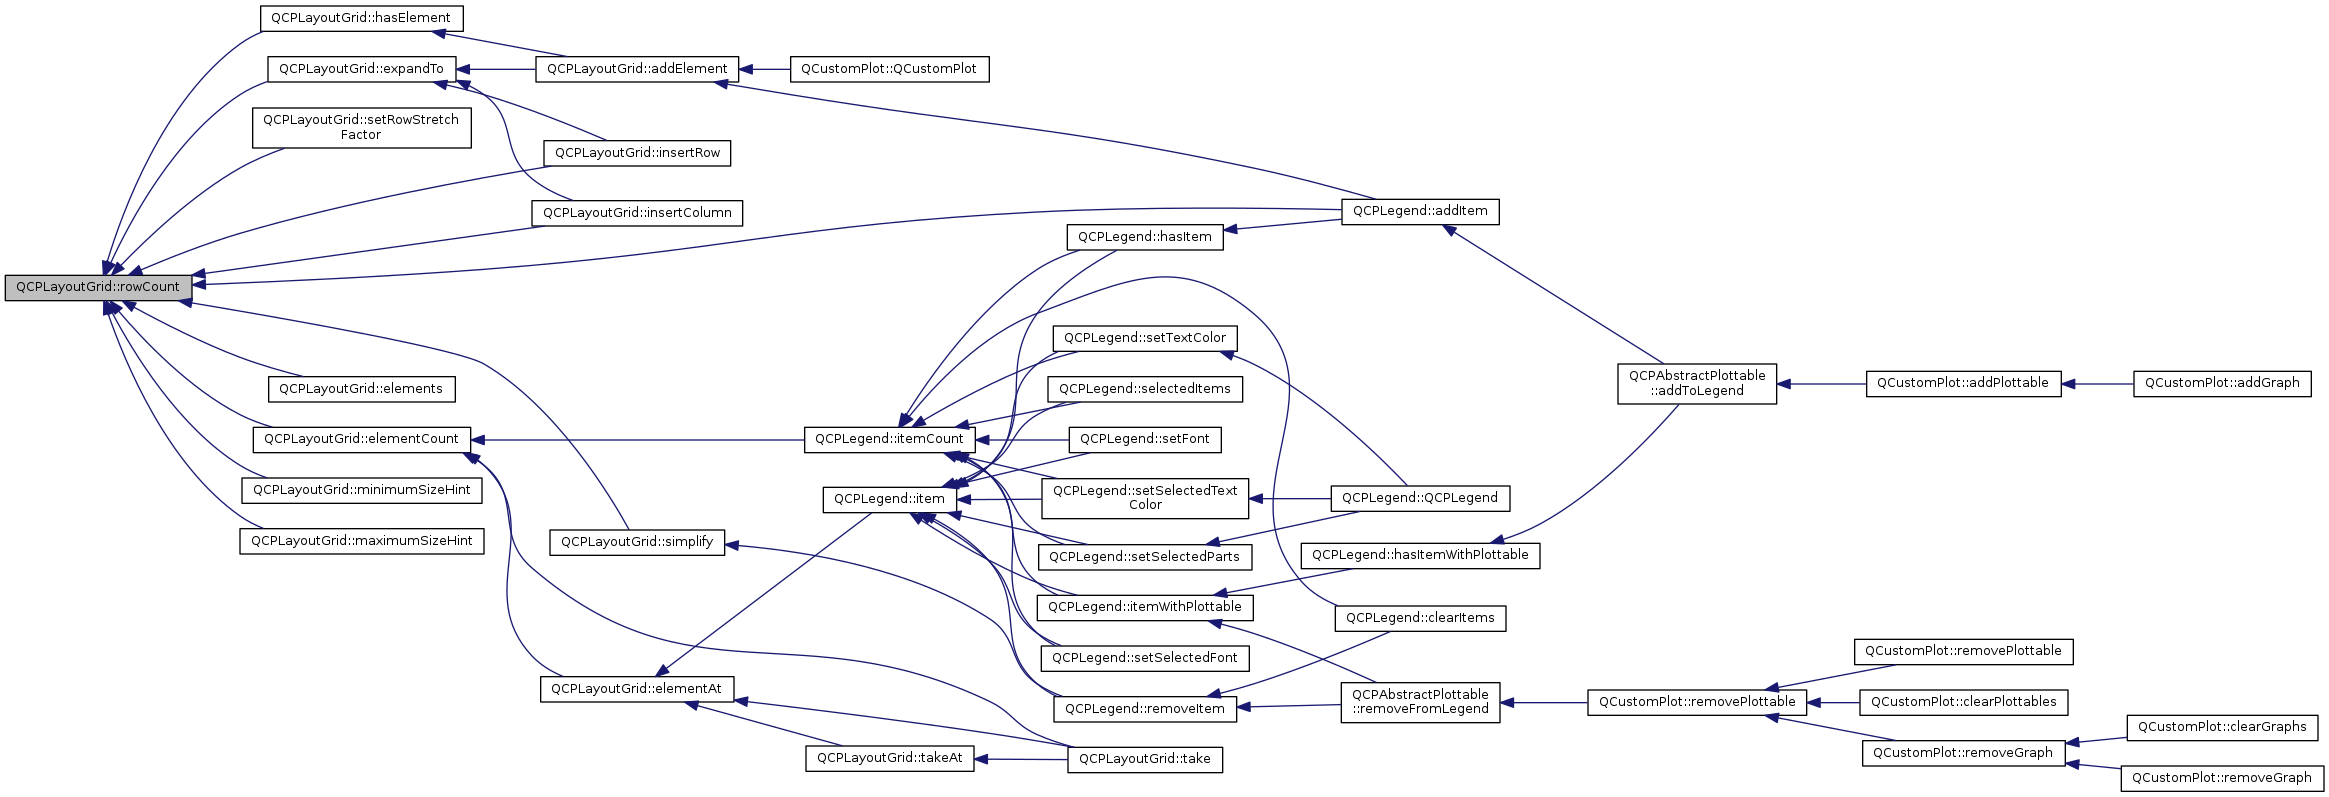 QCPLayoutGrid::hasElement
QCPLayoutGrid::expandTo
QCPLayoutGrid::addElement
QCustomPlot::QCustomPlot
QCPLayoutGrid::setRowStretch
Factor
QCPLayoutGrid::insertRow
QCPLayoutGrid::insertColumn
QCPLegend::addItem
QCPLegend::hasItem
QCPLayoutGrid::rowCount
QCPLegend::setTextColor
QCPLayoutGrid::elements
QCPLegend::selectedItems
QCPAbstractPlottable
::addToLegend
QCustomPlot::addPlottable
QCustomPlot::addGraph
QCPLayoutGrid::elementCount
QCPLegend::itemCount
QCPLegend::setFont
QCPLayoutGrid::minimumSizeHint
QCPLegend::item
QCPLegend::setSelectedText
Color
QCPLegend::QCPLegend
QCPLayoutGrid::maximumSizeHint
QCPLayoutGrid::simplify
QCPLegend::setSelectedParts
QCPLegend::hasItemWithPlottable
QCPLegend::itemWithPlottable
QCPLegend::clearItems
QCPLegend::setSelectedFont
QCustomPlot::removePlottable
QCPLayoutGrid::elementAt
QCPLegend::removeItem
QCPAbstractPlottable
::removeFromLegend
QCustomPlot::removePlottable
QCustomPlot::clearPlottables
QCustomPlot::clearGraphs
QCPLayoutGrid::takeAt
QCPLayoutGrid::take
QCustomPlot::removeGraph
QCustomPlot::removeGraph